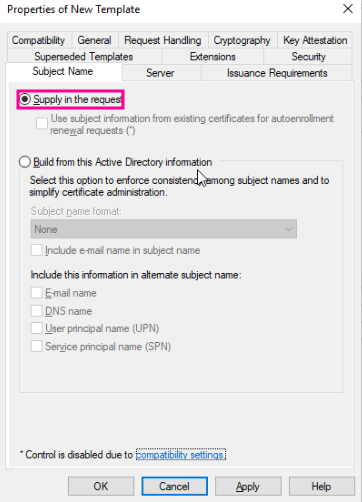 Properties of New Template
Compatibility General Request Handling Cryptography Key Attestation
Superseded Templates Extensions Security
Subject Name Server Issuance Requirements
Supply in the request
Use subject information from existing certificates for autoenrollment
renewal requests (*)
Build from this Active Directory information
Select this option to enforce consistency among subject names and to
simplify certificate administration.
Subject name format:
None
Include e-mail name in subject name
Include this information in alternate subject name:
E-mail name
DNS name
User principal name (UPN)
Service principal name (SPN)
* Control is disabled due to compatibility settings.
OK Cancel Apply Help